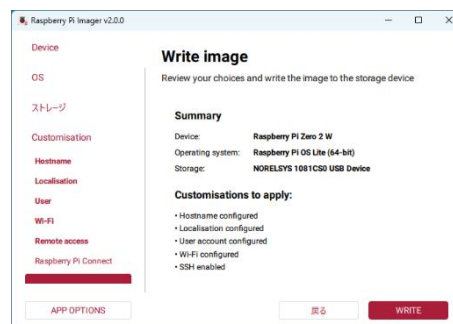 Raspberry Pi Imager v2.0.0
Device
OS
ストレージ
Customisation
Hostname
Localisation
User
Wi-Fi
Remote access
Raspberry Pi Connect
APP OPTIONS
Write image
Review your choices and write the image to the storage device
Summary
Device: Raspberry Pi Zero 2 W
Operating system: Raspberry Pi OS Lite (64-bit)
Storage: NORELSYS 1081CS0 USB Device
Customisations to apply:
• Hostname configured
• Localisation configured
• User account configured
• Wi-Fi configured
• SSH enabled
戻る
WRITE